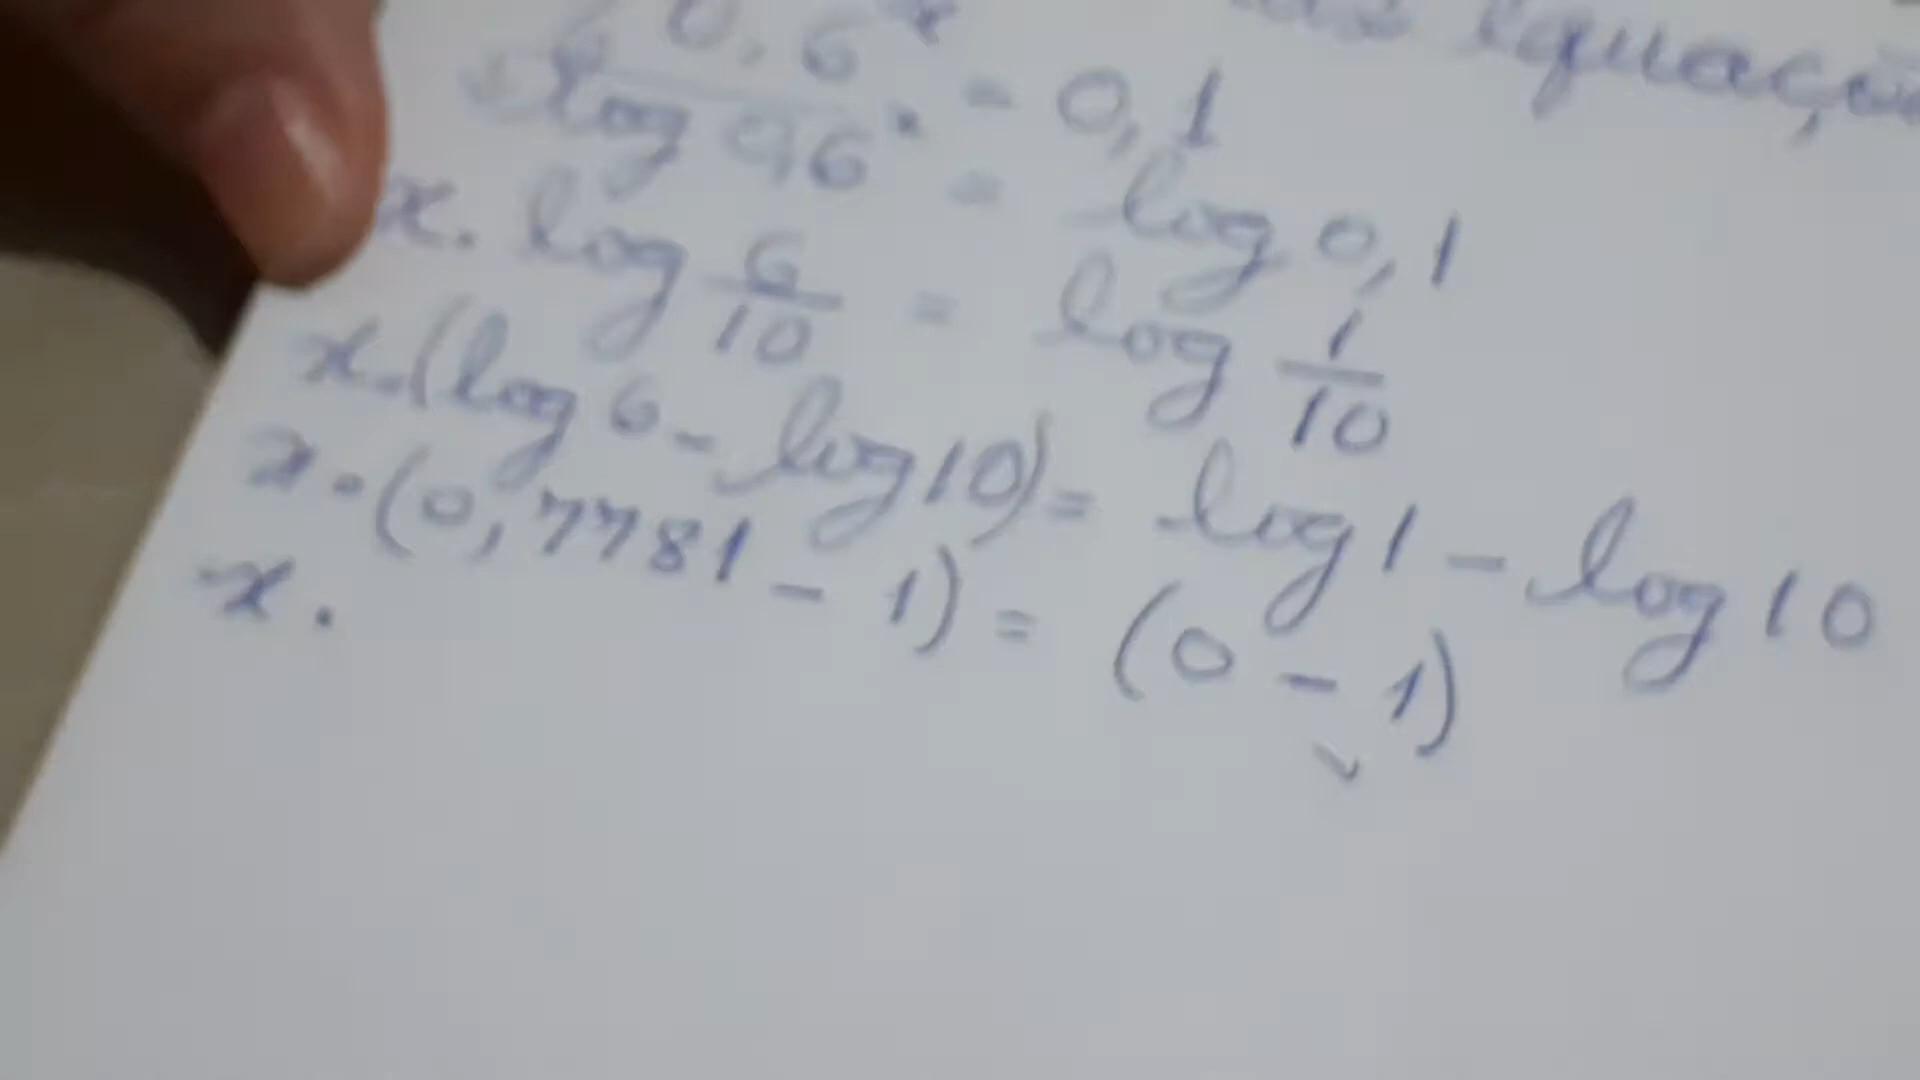 equaçõ
0,6ˣ = 0,1
log 0,6ˣ = log 0,1
x. log 6/10 = log 1/10
x.(log 6 - log 10) = log 1 - log 10
x.(0,7781 - 1) = (0 - 1)
x.